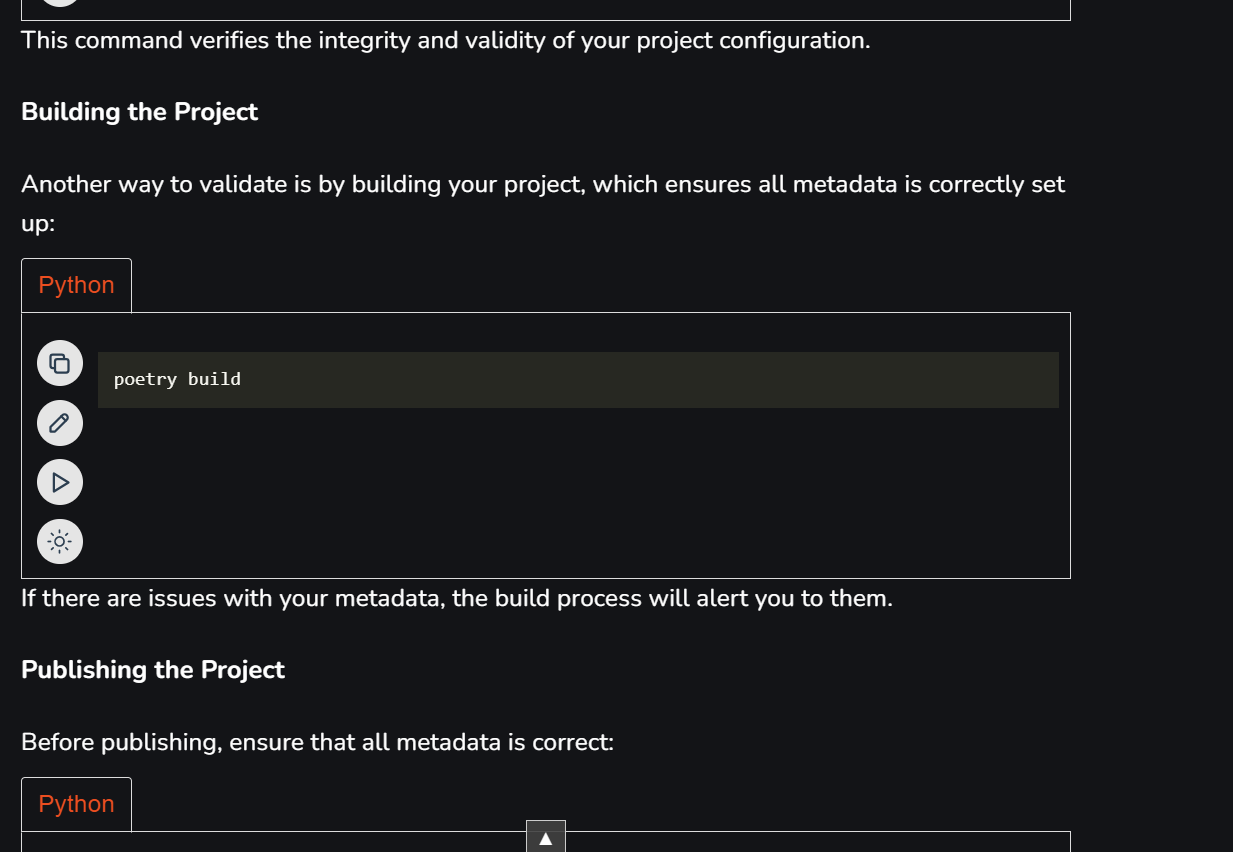 This command verifies the integrity and validity of your project configuration.
Building the Project
Another way to validate is by building your project, which ensures all metadata is correctly set
up:
Python
poetry build
If there are issues with your metadata, the build process will alert you to them.
Publishing the Project
Before publishing, ensure that all metadata is correct:
Python